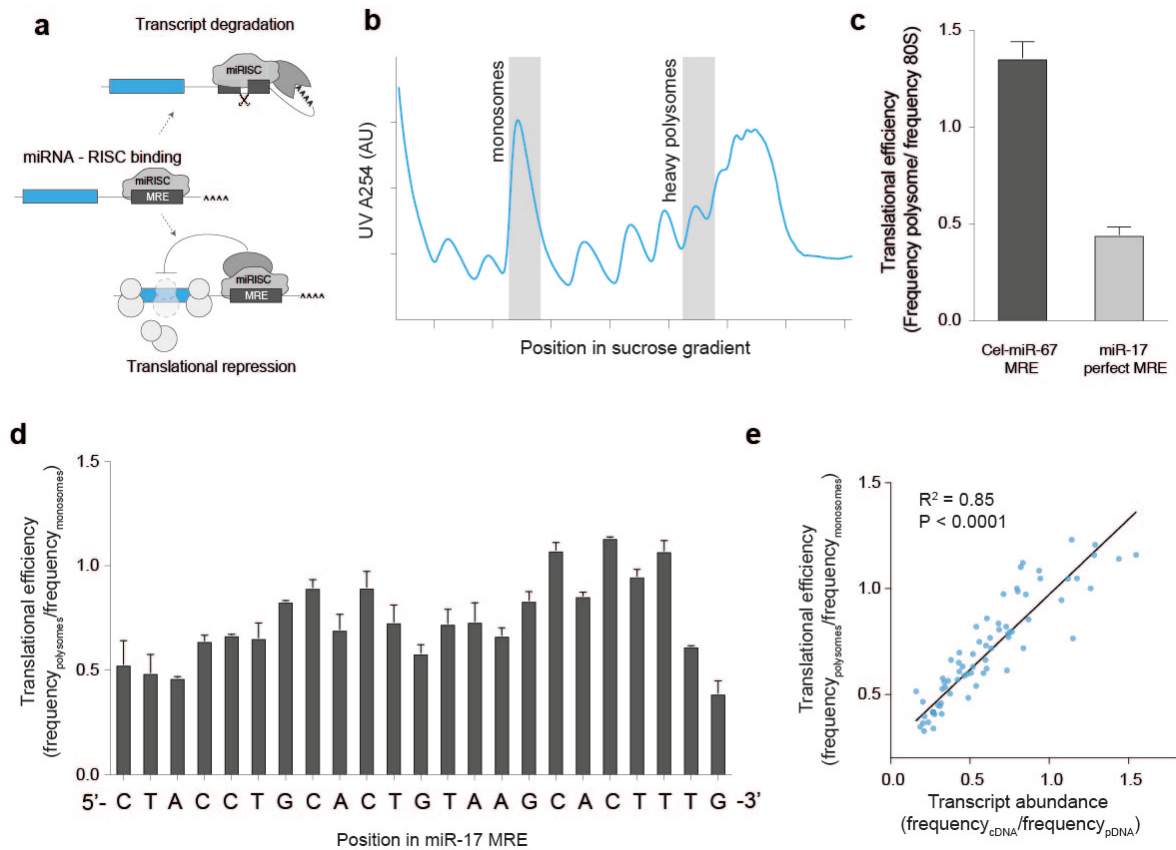 a
Transcript degradation
miRISC
AAAA
miRNA - RISC binding
miRISC
MRE
AAAA
miRISC
MRE
AAAA
Translational repression
b
UV A254 (AU)
monosomes
heavy polysomes
Position in sucrose gradient
c
Translational efficiency
(Frequency polysome/ frequency 80S)
1.5
1.0
0.5
0.0
Cel-miR-67
MRE
miR-17
perfect MRE
d
Translational efficiency
(frequencypolysomes/frequencymonosomes)
1.5
1.0
0.5
0.0
5'- C T A C C T G C A C T G T A A G C A C T T T G -3'
Position in miR-17 MRE
e
Translational efficiency
(frequencypolysomes/frequencymonosomes)
1.5
1.0
0.5
R2 = 0.85
P < 0.0001
0.0 0.5 1.0 1.5
Transcript abundance
(frequencycDNA/frequencypDNA)